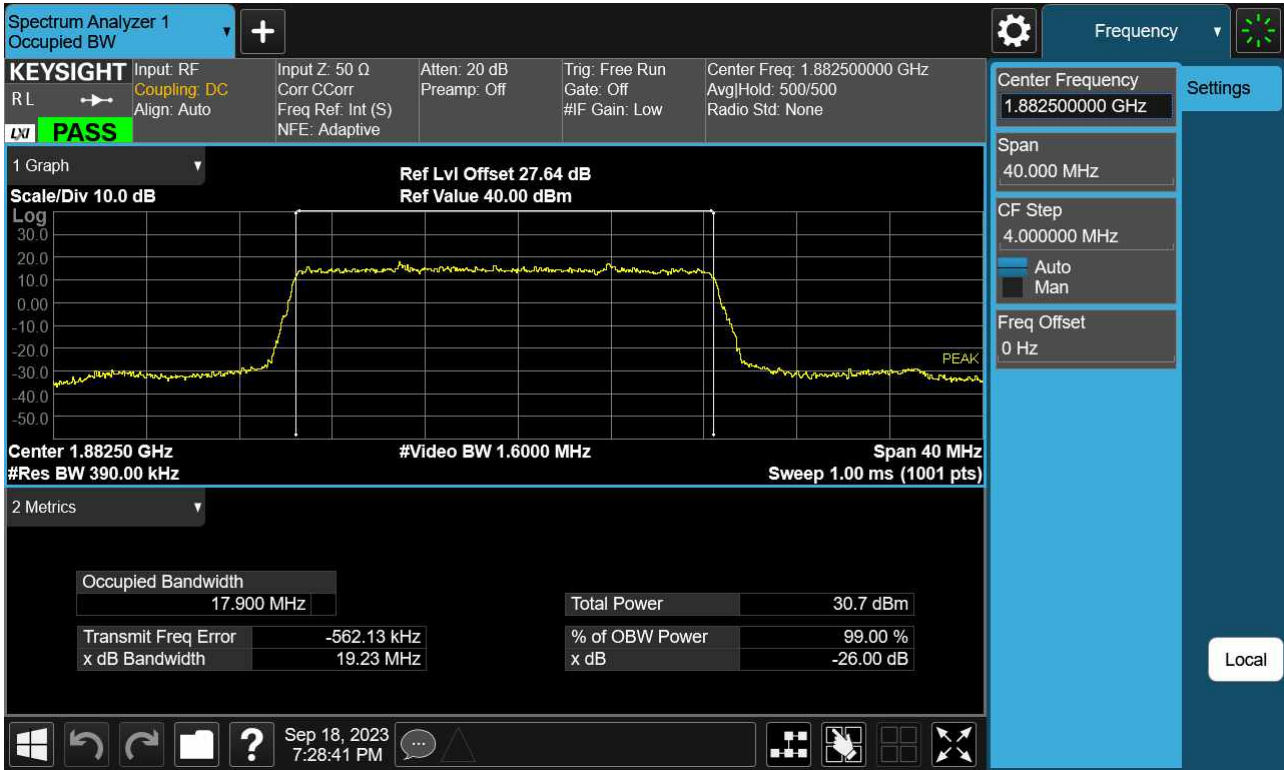 Spectrum Analyzer 1
Occupied BW
+
Frequency
KEYSIGHT
R L
LXI
PASS
Input: RF
Coupling: DC
Align: Auto
Input Z: 50 Ω
Corr CCorr
Freq Ref: Int (S)
NFE: Adaptive
Atten: 20 dB
Preamp: Off
Trig: Free Run
Gate: Off
#IF Gain: Low
Center Freq: 1.882500000 GHz
Avg|Hold: 500/500
Radio Std: None
1 Graph
Scale/Div 10.0 dB
Ref Lvl Offset 27.64 dB
Ref Value 40.00 dBm
Log
30.0
20.0
10.0
0.00
-10.0
-20.0
-30.0
-40.0
-50.0
PEAK
Center 1.88250 GHz
#Video BW 1.6000 MHz
Span 40 MHz
#Res BW 390.00 kHz
Sweep 1.00 ms (1001 pts)
2 Metrics
Occupied Bandwidth
17.900 MHz
Total Power 30.7 dBm
Transmit Freq Error -562.13 kHz
% of OBW Power 99.00 %
x dB Bandwidth 19.23 MHz
x dB -26.00 dB
Center Frequency
1.882500000 GHz
Settings
Span
40.000 MHz
CF Step
4.000000 MHz
Auto
Man
Freq Offset
0 Hz
Local
?
Sep 18, 2023
7:28:41 PM